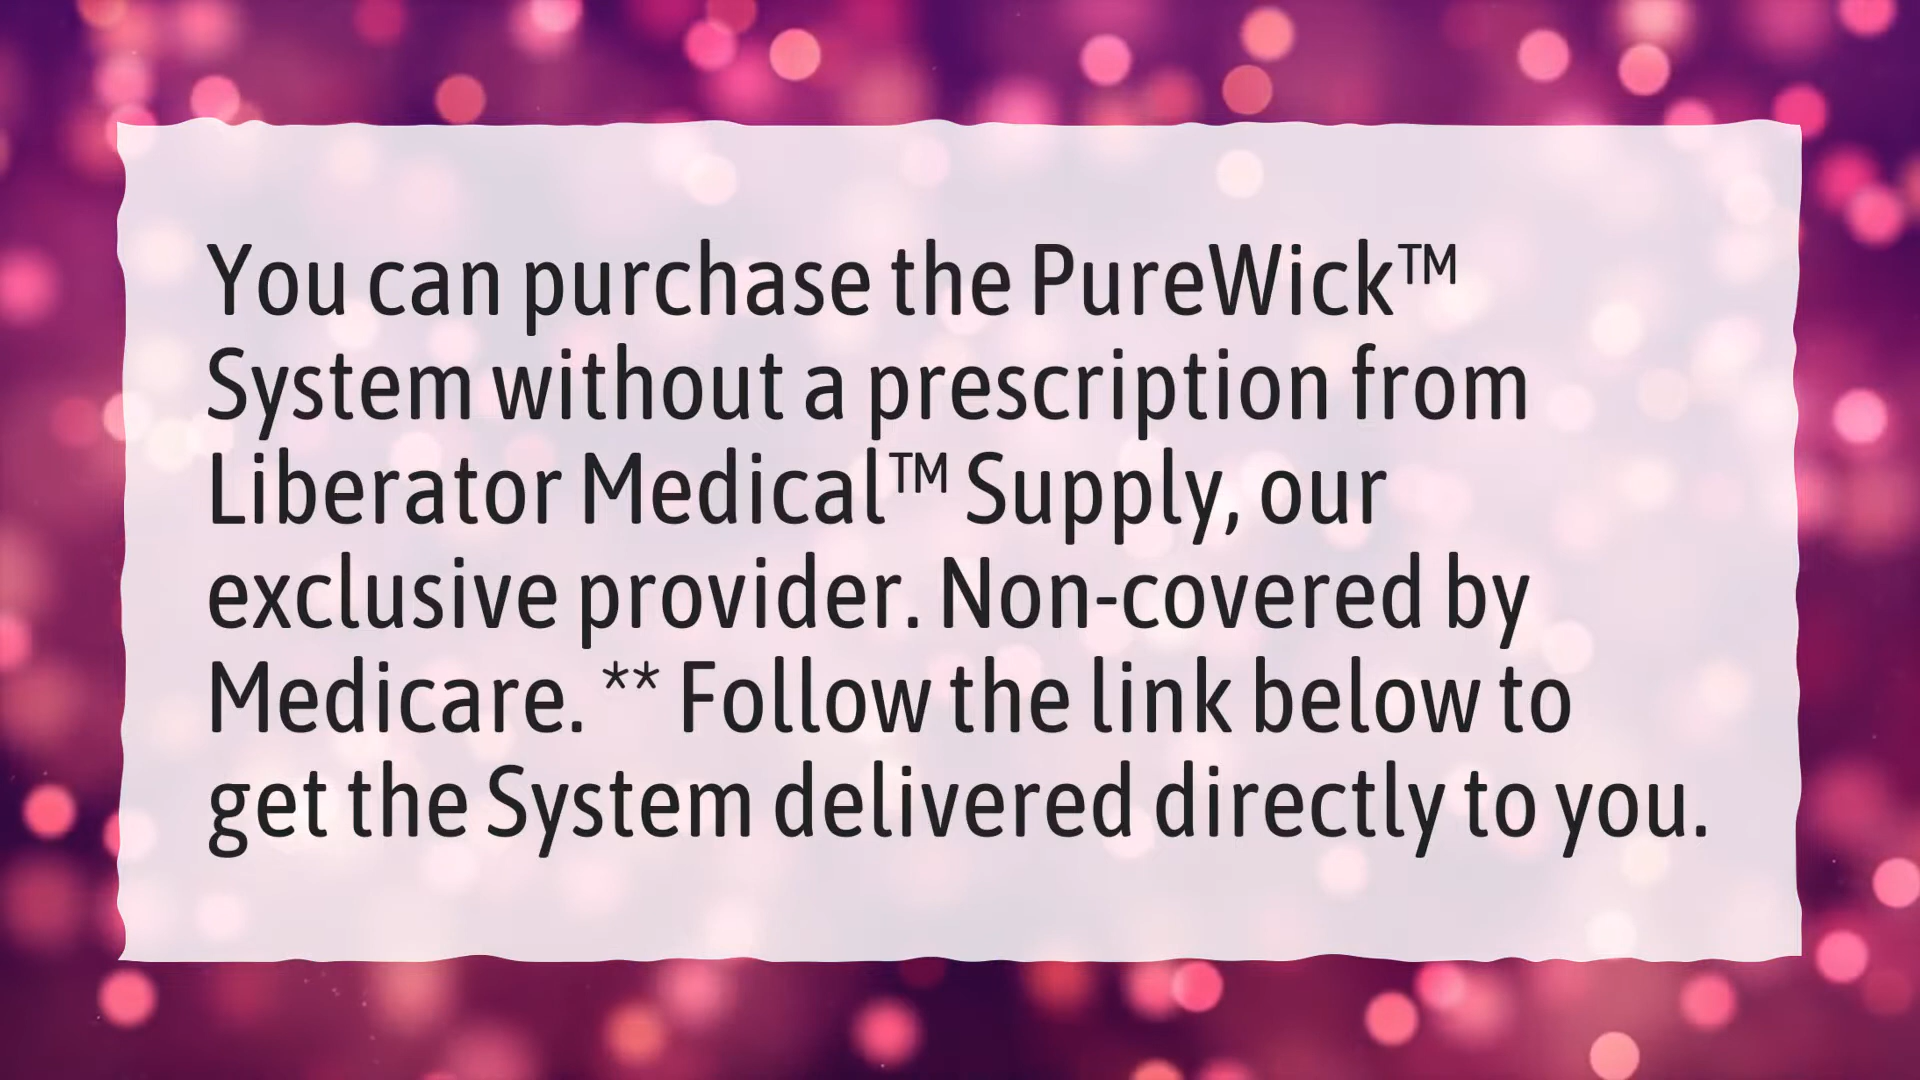 You can purchase the PureWick™
System without a prescription from
Liberator Medical™ Supply, our
exclusive provider. Non-covered by
Medicare. ** Follow the link below to
get the System delivered directly to you.